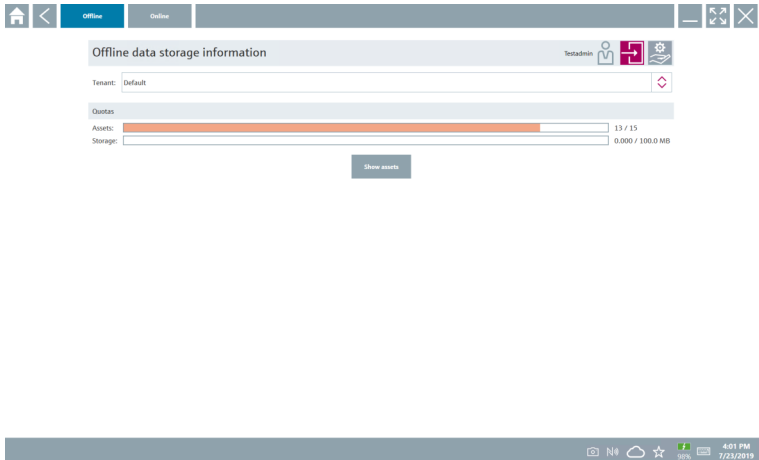 Offline Online
Offline data storage information Testadmin
Tenant: Default
Quotas
Assets: 13 / 15
Storage: 0.000 / 100.0 MB
Show assets
98% 4:01 PM
7/23/2019